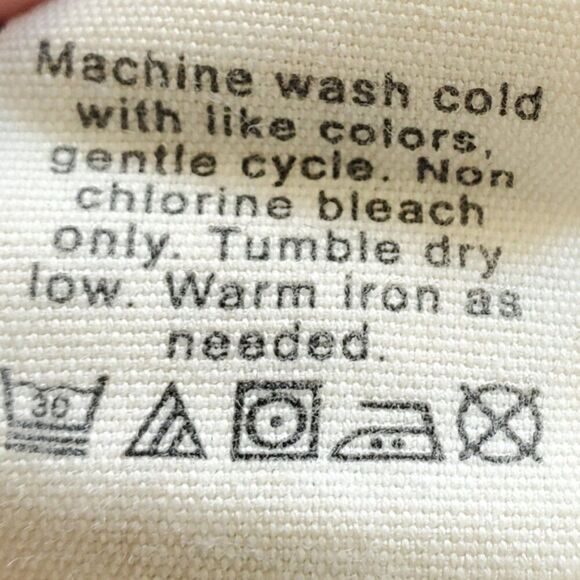 Machine wash cold
with like colors,
gentle cycle. Non
chlorine bleach
only. Tumble dry
low. Warm iron as
needed.
30